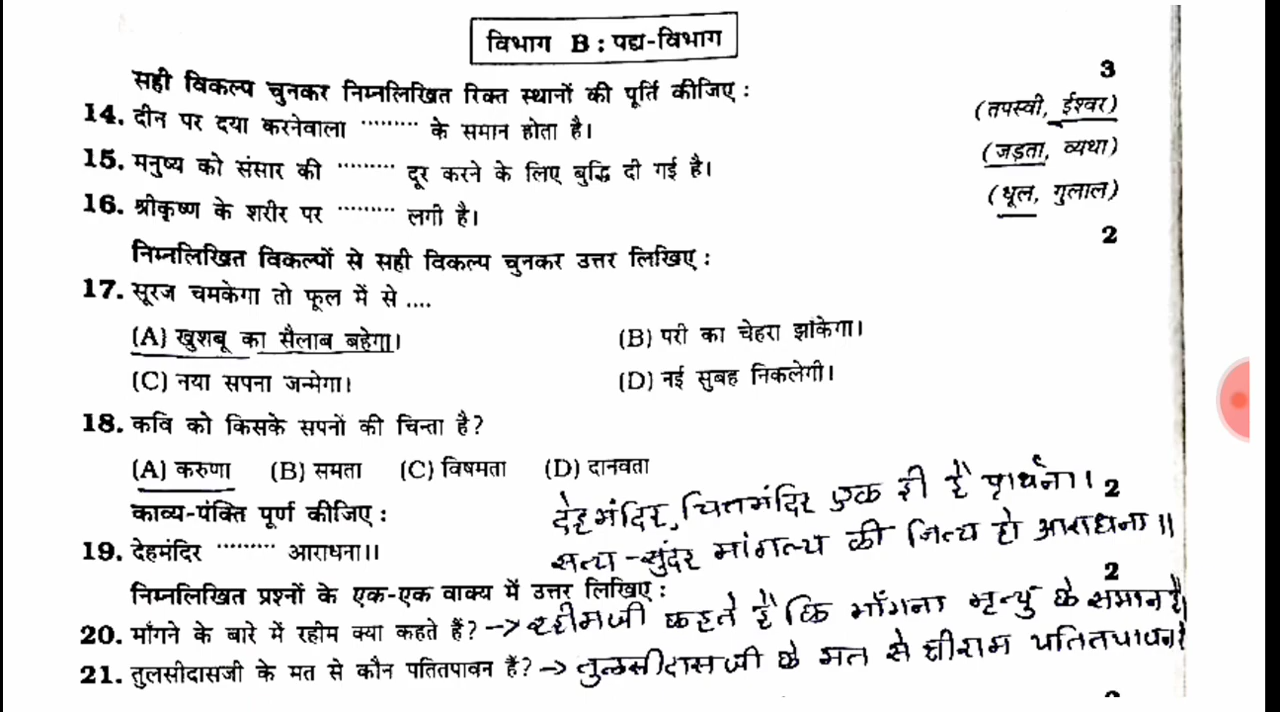 विभाग B : पद्य-विभाग
सही विकल्प चुनकर निम्नलिखित रिक्त स्थानों की पूर्ति कीजिए : 3
14. दीन पर दया करनेवाला ......... के समान होता है। (तपस्वी, ईश्वर)
15. मनुष्य को संसार की ......... दूर करने के लिए बुद्धि दी गई है। (जड़ता, व्यथा)
16. श्रीकृष्ण के शरीर पर ......... लगी है। (धूल, गुलाल)
निम्नलिखित विकल्पों से सही विकल्प चुनकर उत्तर लिखिए : 2
17. सूरज चमकेगा तो फूल में से ....
(A) खुशबू का सैलाब बहेगा। (B) परी का चेहरा झांकेगा।
(C) नया सपना जन्मेगा। (D) नई सुबह निकलेगी।
18. कवि को किसके सपनों की चिन्ता है?
(A) करुणा (B) समता (C) विषमता (D) दानवता
काव्य-पंक्ति पूर्ण कीजिए : 2
देहमंदिर, चित्तमंदिर एक ही है प्रार्थना।
19. देहमंदिर ......... आराधना।।
सत्य-सुंदर मांगल्य की नित्य हो आराधना॥
निम्नलिखित प्रश्नों के एक-एक वाक्य में उत्तर लिखिए : 2
20. माँगने के बारे में रहीम क्या कहते हैं? → रहीमजी कहते हैं कि माँगना मृत्यु के समान है।
21. तुलसीदासजी के मत से कौन पतितपावन हैं? → तुलसीदासजी के मत से श्रीराम पतितपावन है